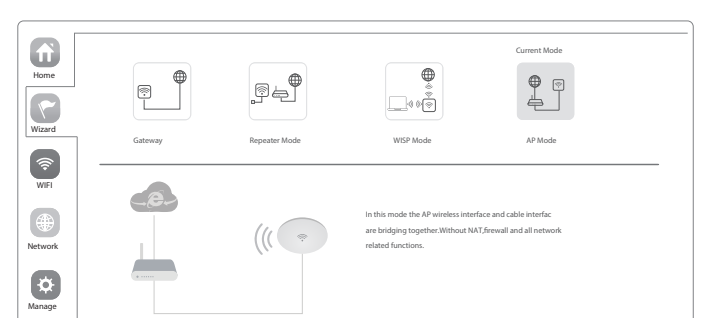 Current Mode
Home
Wizard
Gateway
Repeater Mode
WISP Mode
AP Mode
WIFI
In this mode the AP wireless interface and cable interfac
are bridging together.Without NAT,firewall and all network
related functions.
Network
Manage